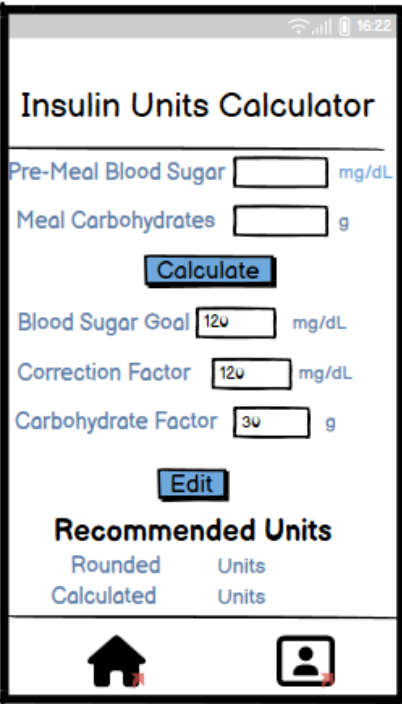 16:22
Insulin Units Calculator
Pre-Meal Blood Sugar mg/dL
Meal Carbohydrates g
Calculate
Blood Sugar Goal 120 mg/dL
Correction Factor 120 mg/dL
Carbohydrate Factor 30 g
Edit
Recommended Units
Rounded Units
Calculated Units